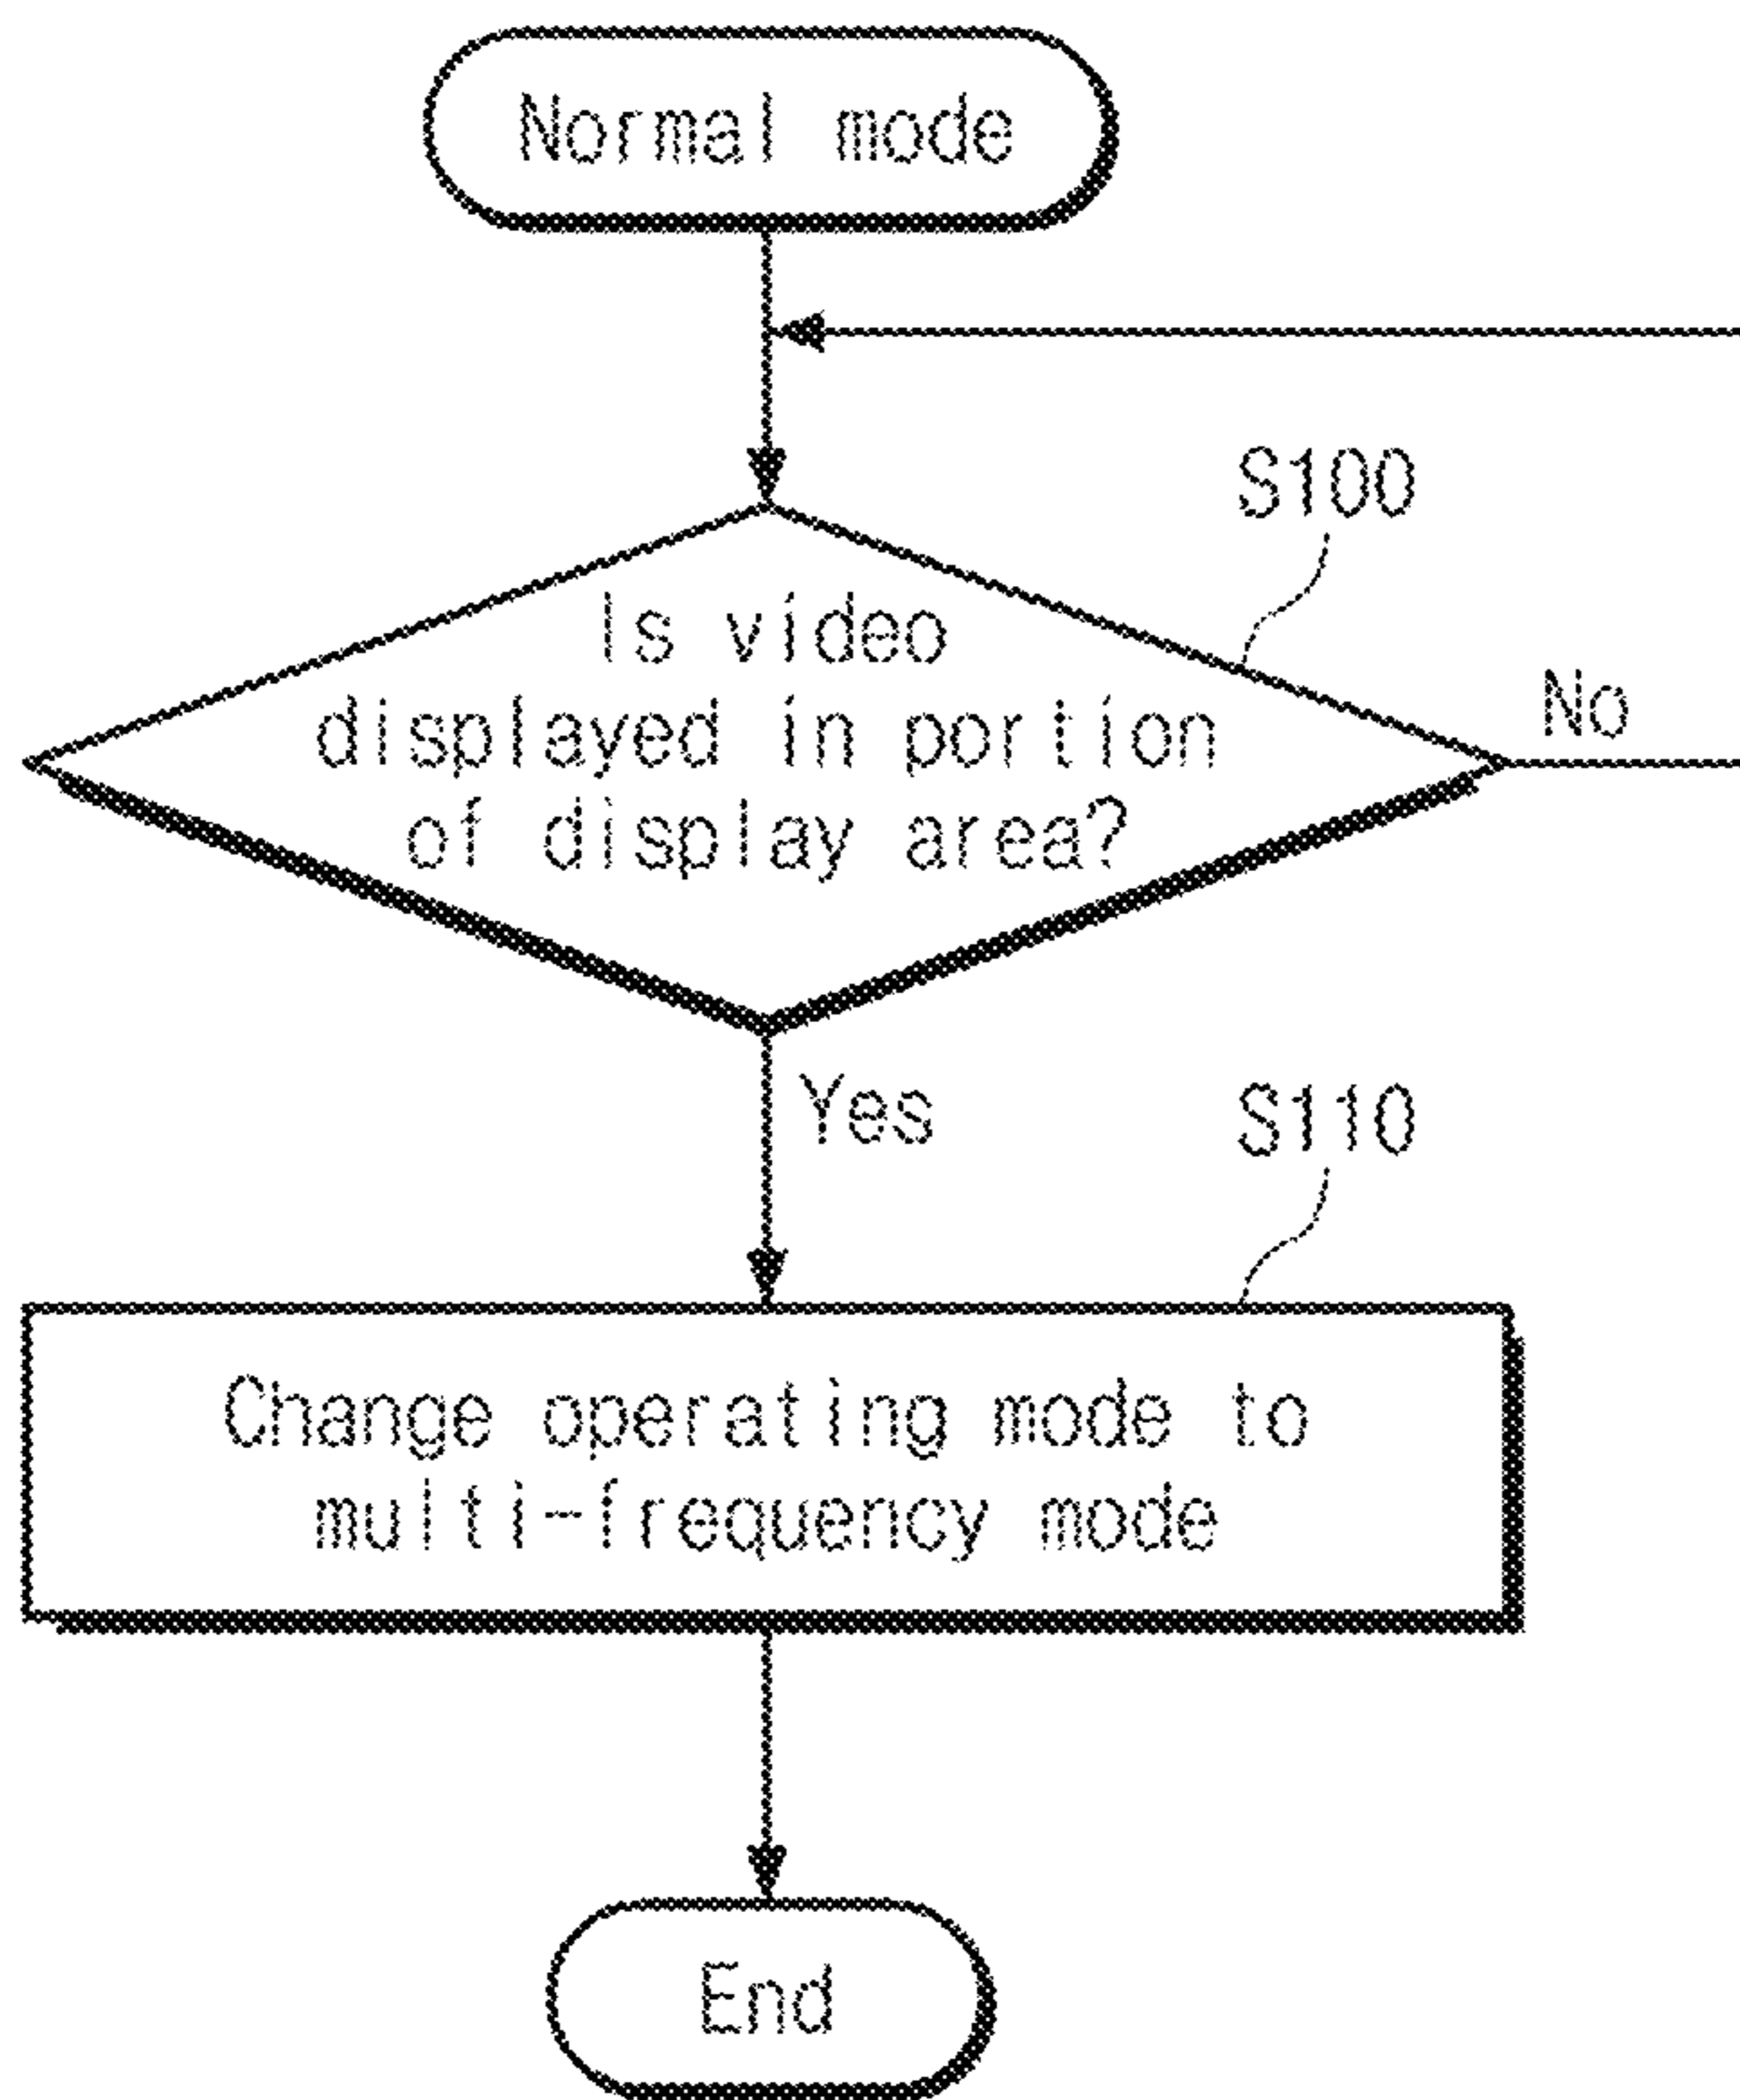 Normal mode
S100
Is video
displayed in portion
of display area?
No
Yes
S110
Change operating mode to
multi-frequency mode
End